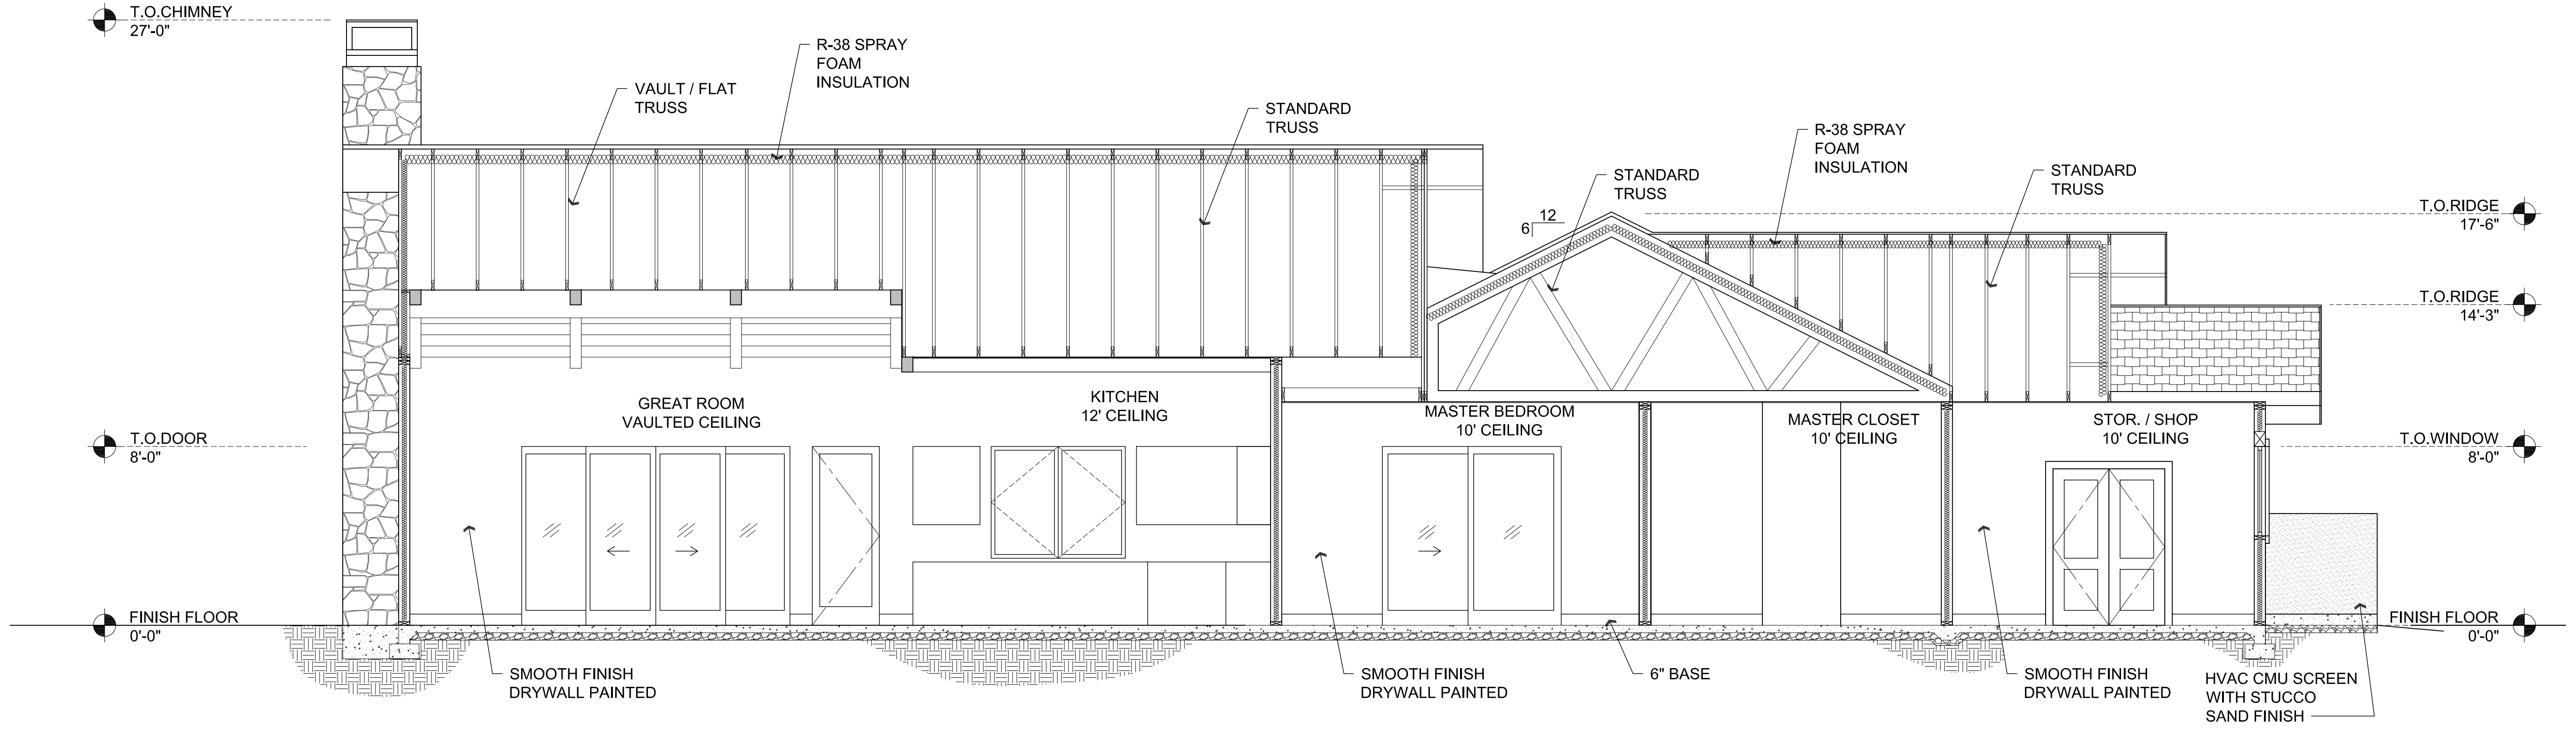 T.O.CHIMNEY
27'-0"
R-38 SPRAY
FOAM
INSULATION
VAULT / FLAT
TRUSS
STANDARD
TRUSS
R-38 SPRAY
FOAM
INSULATION
STANDARD
TRUSS
STANDARD
TRUSS
12
6
T.O.RIDGE
17'-6"
T.O.RIDGE
14'-3"
GREAT ROOM
VAULTED CEILING
KITCHEN
12' CEILING
MASTER BEDROOM
10' CEILING
MASTER CLOSET
10' CEILING
STOR. / SHOP
10' CEILING
T.O.DOOR
8'-0"
T.O.WINDOW
8'-0"
FINISH FLOOR
0'-0"
FINISH FLOOR
0'-0"
SMOOTH FINISH
DRYWALL PAINTED
SMOOTH FINISH
DRYWALL PAINTED
6" BASE
SMOOTH FINISH
DRYWALL PAINTED
HVAC CMU SCREEN
WITH STUCCO
SAND FINISH